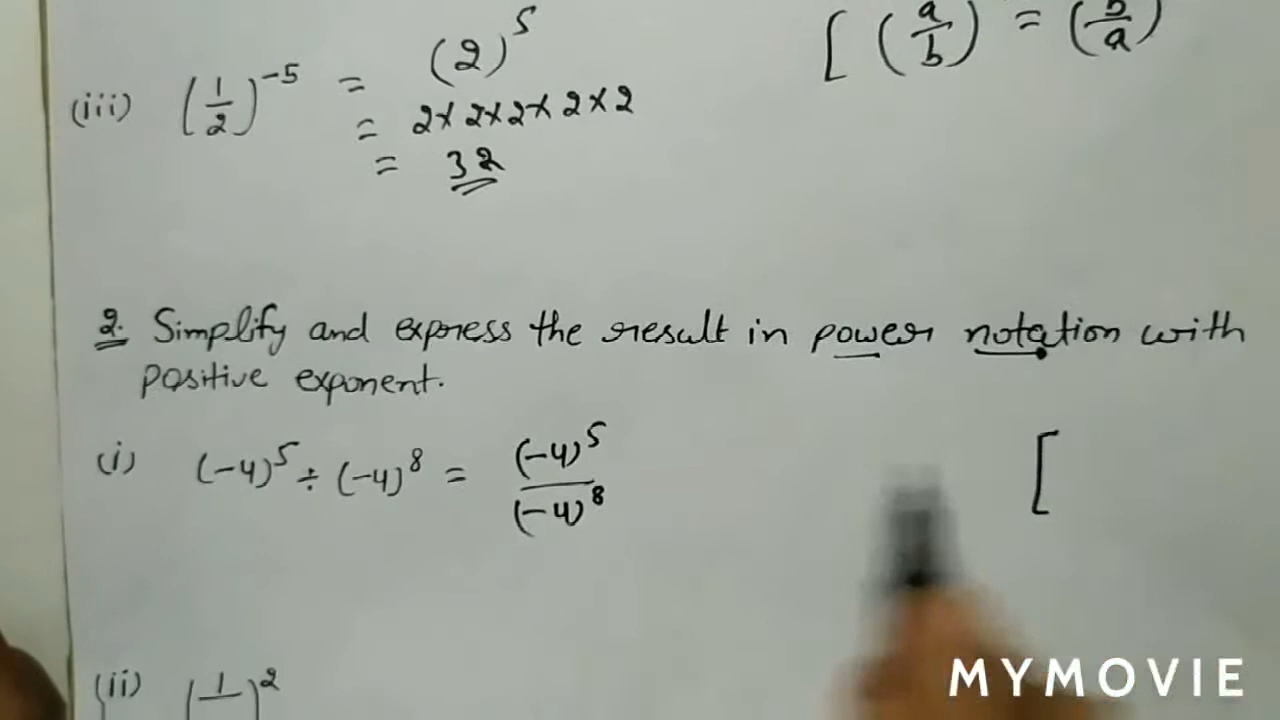 (iii) (1/2)^-5 = (2)^5 [ (a/b) = (b/a)
= 2×2×2×2×2
= 32
2. Simplify and express the result in power notation with
positive exponent.
(i) (-4)^5 ÷ (-4)^8 = (-4)^5/(-4)^8 [
(ii) (1/ )^2
MYMOVIE